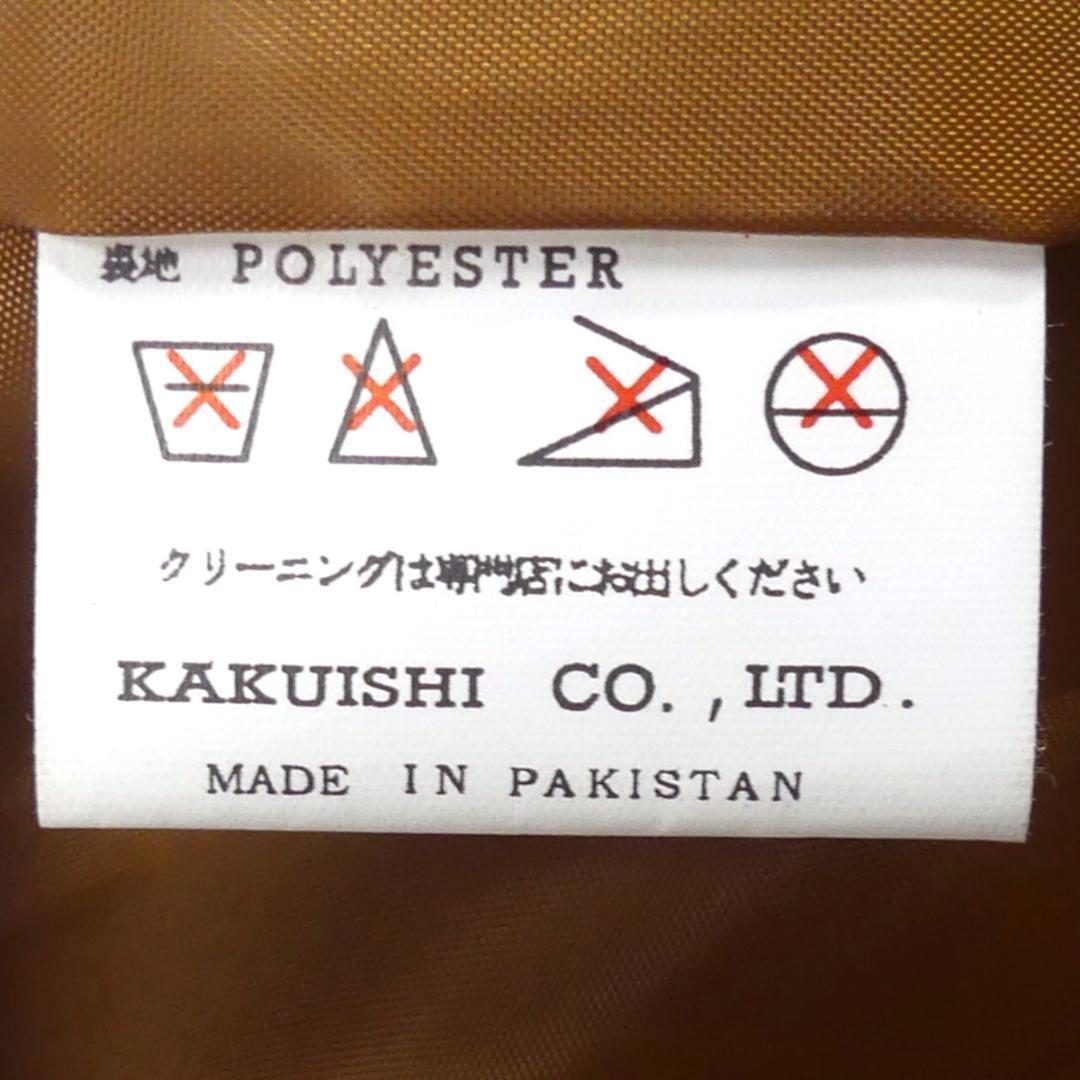 裏地 POLYESTER
クリーニングは専門店にお出しください
KAKUISHI CO., LTD.
MADE IN PAKISTAN